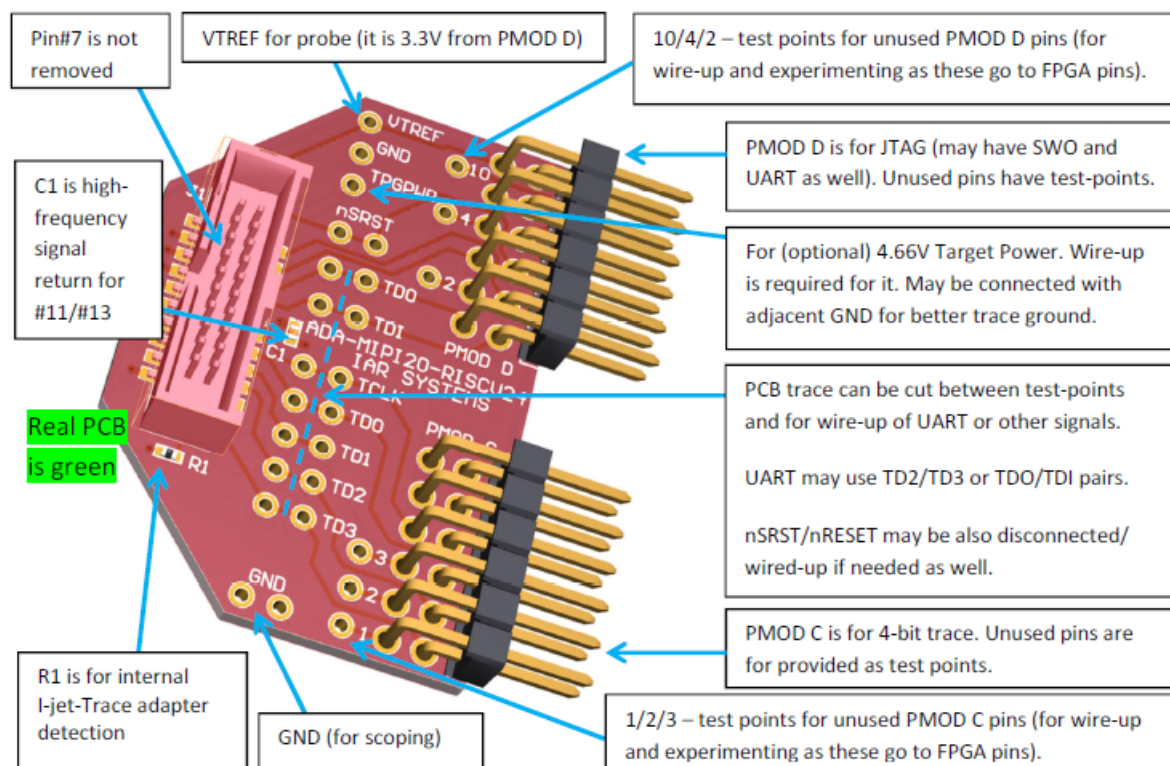 Pin#7 is not
removed
VTREF for probe (it is 3.3V from PMOD D)
10/4/2 – test points for unused PMOD D pins (for
wire-up and experimenting as these go to FPGA pins).
PMOD D is for JTAG (may have SWO and
UART as well). Unused pins have test-points.
C1 is high-
frequency
signal
return for
#11/#13
For (optional) 4.66V Target Power. Wire-up
is required for it. May be connected with
adjacent GND for better trace ground.
PCB trace can be cut between test-points
and for wire-up of UART or other signals.
UART may use TD2/TD3 or TDO/TDI pairs.
nSRST/nRESET may be also disconnected/
wired-up if needed as well.
Real PCB
is green
PMOD C is for 4-bit trace. Unused pins are
for provided as test points.
R1 is for internal
I-jet-Trace adapter
detection
GND (for scoping)
1/2/3 – test points for unused PMOD C pins (for wire-up
and experimenting as these go to FPGA pins).
VTREF
GND
10
TPGPWR
4
nSRST
2
TDO
TDI
PMOD D
C1
ADA-MIPI20-RISCV24
IAR SYSTEMS
TCLK
TD0
TD1
TD2
TD3
R1
3
2
1
GND